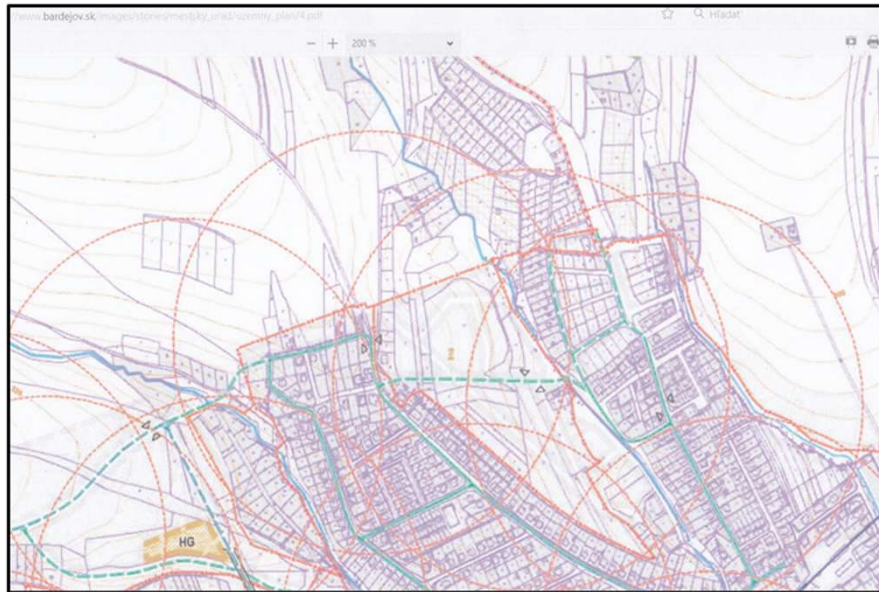 /www.bardejov.sk/images/stories/mestsky_urad/uzemny_plan/4.pdf
Hľadať
− + 200 %
HG